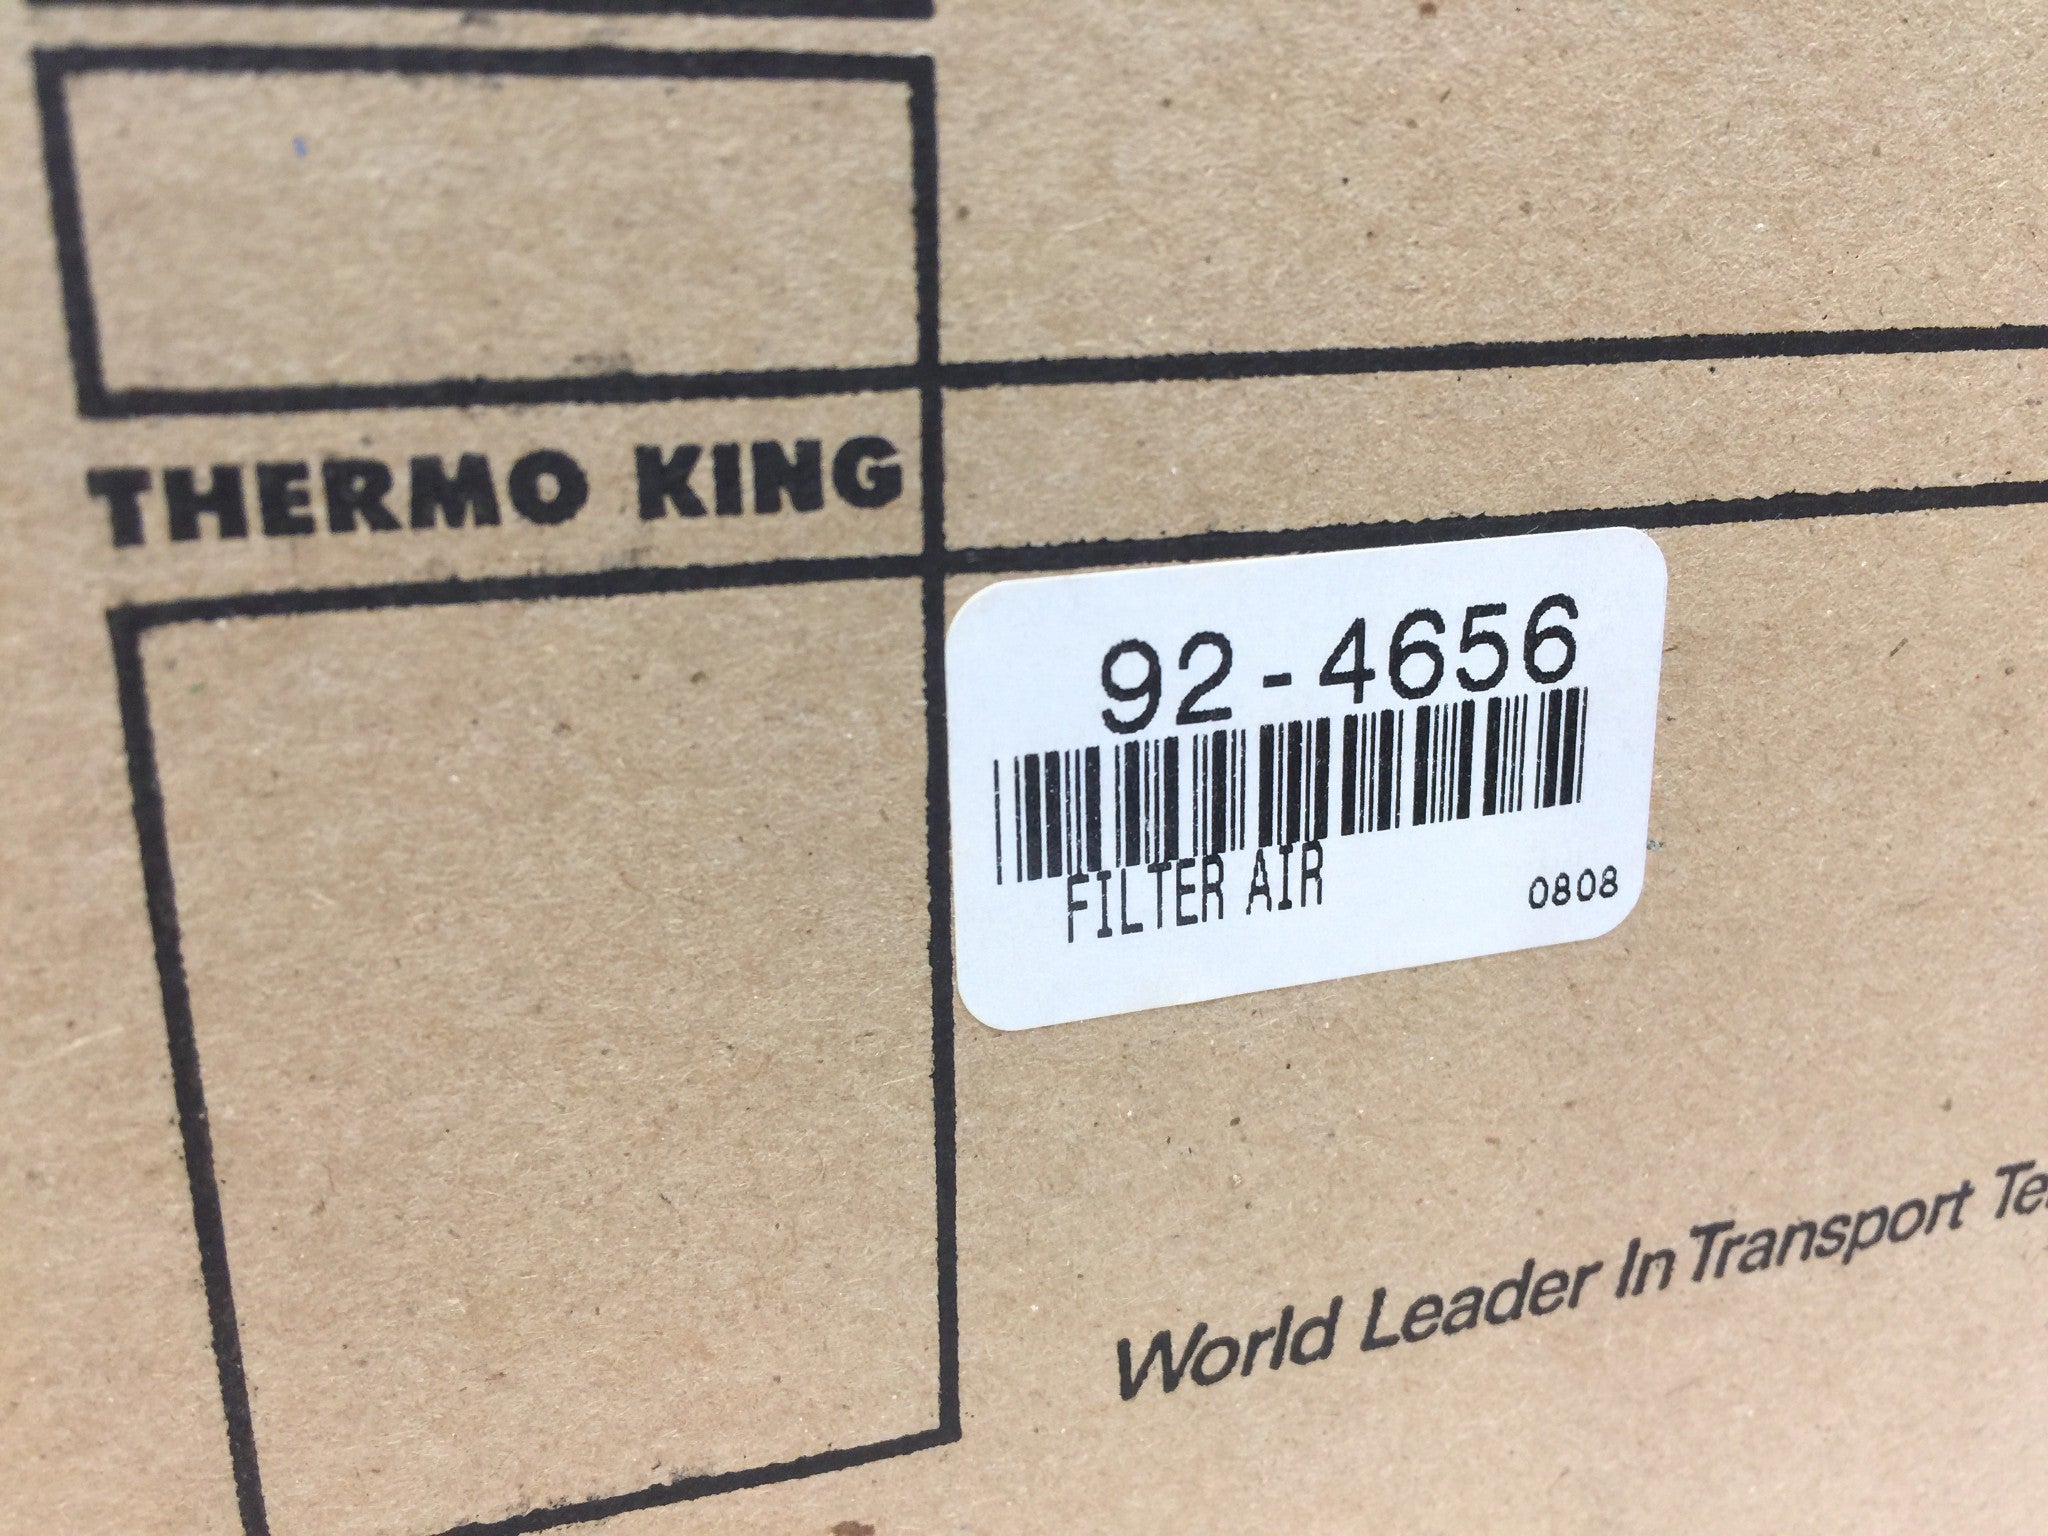 THERMO KING
92-4656
FILTER AIR
0808
World Leader In Transport